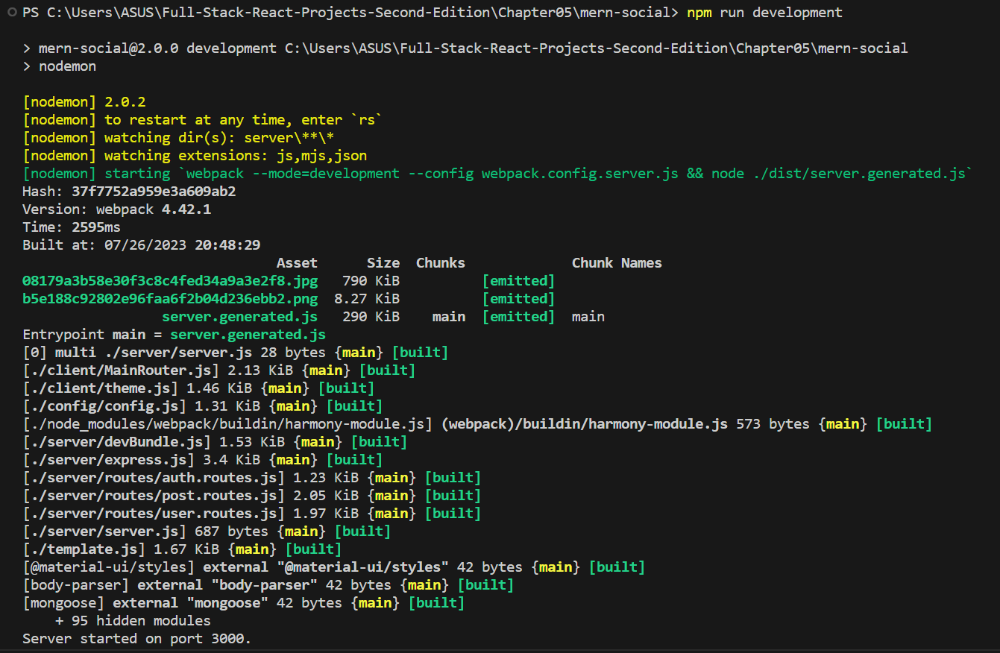 PS C:\Users\ASUS\Full-Stack-React-Projects-Second-Edition\Chapter05\mern-social> npm run development
> mern-social@2.0.0 development C:\Users\ASUS\Full-Stack-React-Projects-Second-Edition\Chapter05\mern-social
> nodemon
[nodemon] 2.0.2
[nodemon] to restart at any time, enter `rs`
[nodemon] watching dir(s): server\**\*
[nodemon] watching extensions: js,mjs,json
[nodemon] starting `webpack --mode=development --config webpack.config.server.js && node ./dist/server.generated.js`
Hash: 37f7752a959e3a609ab2
Version: webpack 4.42.1
Time: 2595ms
Built at: 07/26/2023 20:48:29
Asset Size Chunks Chunk Names
08179a3b58e30f3c8c4fed34a9a3e2f8.jpg 790 KiB [emitted]
b5e188c92802e96faa6f2b04d236ebb2.png 8.27 KiB [emitted]
server.generated.js 290 KiB main [emitted] main
Entrypoint main = server.generated.js
[0] multi ./server/server.js 28 bytes {main} [built]
[./client/MainRouter.js] 2.13 KiB {main} [built]
[./client/theme.js] 1.46 KiB {main} [built]
[./config/config.js] 1.31 KiB {main} [built]
[./node_modules/webpack/buildin/harmony-module.js] (webpack)/buildin/harmony-module.js 573 bytes {main} [built]
[./server/devBundle.js] 1.53 KiB {main} [built]
[./server/express.js] 3.4 KiB {main} [built]
[./server/routes/auth.routes.js] 1.23 KiB {main} [built]
[./server/routes/post.routes.js] 2.05 KiB {main} [built]
[./server/routes/user.routes.js] 1.97 KiB {main} [built]
[./server/server.js] 687 bytes {main} [built]
[./template.js] 1.67 KiB {main} [built]
[@material-ui/styles] external "@material-ui/styles" 42 bytes {main} [built]
[body-parser] external "body-parser" 42 bytes {main} [built]
[mongoose] external "mongoose" 42 bytes {main} [built]
+ 95 hidden modules
Server started on port 3000.